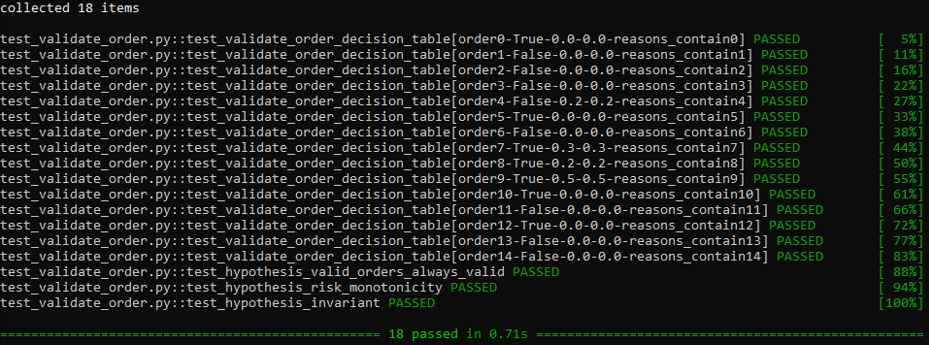 collected 18 items
test_validate_order.py::test_validate_order_decision_table[order0-True-0.0-0.0-reasons_contain0] PASSED [  5%]
test_validate_order.py::test_validate_order_decision_table[order1-False-0.0-0.0-reasons_contain1] PASSED [ 11%]
test_validate_order.py::test_validate_order_decision_table[order2-False-0.0-0.0-reasons_contain2] PASSED [ 16%]
test_validate_order.py::test_validate_order_decision_table[order3-False-0.0-0.0-reasons_contain3] PASSED [ 22%]
test_validate_order.py::test_validate_order_decision_table[order4-False-0.2-0.2-reasons_contain4] PASSED [ 27%]
test_validate_order.py::test_validate_order_decision_table[order5-True-0.0-0.0-reasons_contain5] PASSED [ 33%]
test_validate_order.py::test_validate_order_decision_table[order6-False-0.0-0.0-reasons_contain6] PASSED [ 38%]
test_validate_order.py::test_validate_order_decision_table[order7-True-0.3-0.3-reasons_contain7] PASSED [ 44%]
test_validate_order.py::test_validate_order_decision_table[order8-True-0.2-0.2-reasons_contain8] PASSED [ 50%]
test_validate_order.py::test_validate_order_decision_table[order9-True-0.5-0.5-reasons_contain9] PASSED [ 55%]
test_validate_order.py::test_validate_order_decision_table[order10-True-0.0-0.0-reasons_contain10] PASSED [ 61%]
test_validate_order.py::test_validate_order_decision_table[order11-False-0.0-0.0-reasons_contain11] PASSED [ 66%]
test_validate_order.py::test_validate_order_decision_table[order12-True-0.0-0.0-reasons_contain12] PASSED [ 72%]
test_validate_order.py::test_validate_order_decision_table[order13-False-0.0-0.0-reasons_contain13] PASSED [ 77%]
test_validate_order.py::test_validate_order_decision_table[order14-False-0.0-0.0-reasons_contain14] PASSED [ 83%]
test_validate_order.py::test_hypothesis_valid_orders_always_valid PASSED [ 88%]
test_validate_order.py::test_hypothesis_risk_monotonicity PASSED [ 94%]
test_validate_order.py::test_hypothesis_invariant PASSED [100%]
================================================= 18 passed in 0.71s ==================================================